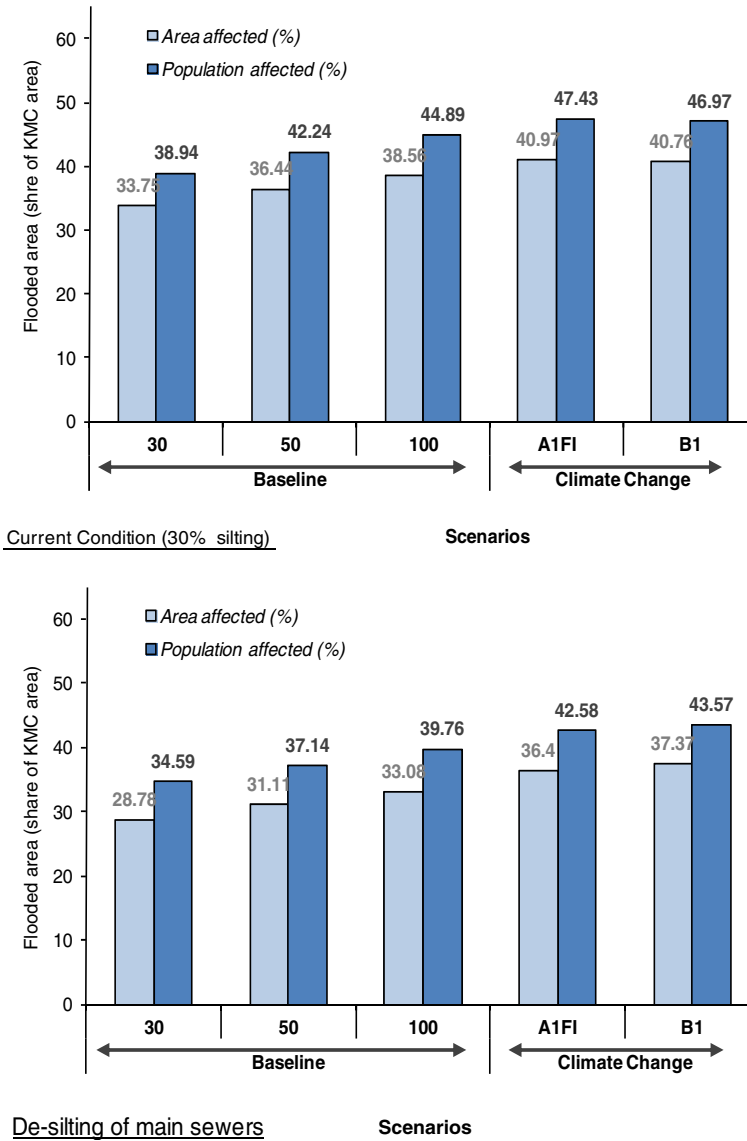 60
Area affected (%)
Population affected (%)
50
40
30
20
10
0
Flooded area (shre of KMC area)
33.75
38.94
36.44
42.24
38.56
44.89
40.97
47.43
40.76
46.97
30 50 100 A1FI B1
Baseline Climate Change
Current Condition (30% silting) Scenarios
60
Area affected (%)
Population affected (%)
50
40
30
20
10
0
Flooded area (share of KMC area)
28.78
34.59
31.11
37.14
33.08
39.76
36.4
42.58
37.37
43.57
30 50 100 A1FI B1
Baseline Climate Change
De-silting of main sewers Scenarios